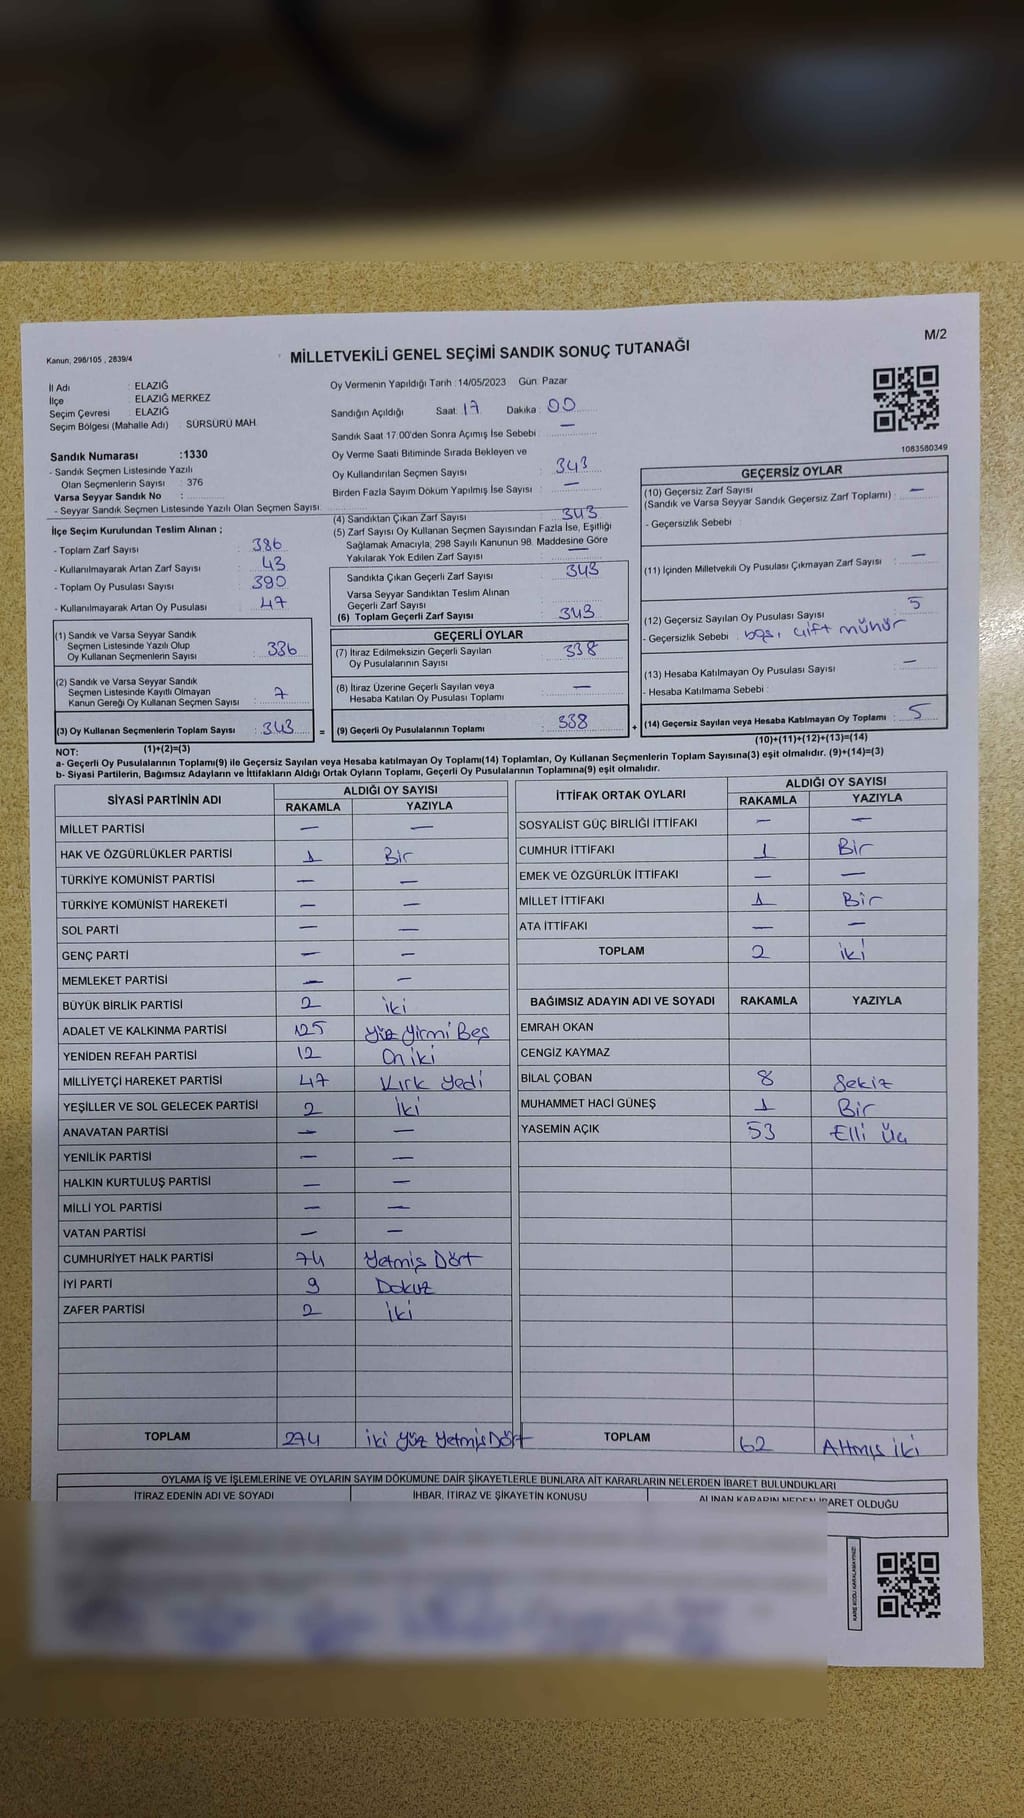 M/2
Kanun; 298/105 , 2839/4
MİLLETVEKİLİ GENEL SEÇİMİ SANDIK SONUÇ TUTANAĞI
İl Adı : ELAZIĞ
İlçe : ELAZIĞ MERKEZ
Seçim Çevresi : ELAZIĞ
Seçim Bölgesi (Mahalle Adı) : SÜRSÜRÜ MAH.
Sandık Numarası :1330
- Sandık Seçmen Listesinde Yazılı
Olan Seçmenlerin Sayısı : 376
Varsa Seyyar Sandık No :
- Seyyar Sandık Seçmen Listesinde Yazılı Olan Seçmen Sayısı
Oy Vermenin Yapıldığı Tarih :14/05/2023 Gün: Pazar
Sandığın Açıldığı Saat: 17 Dakika : 00
Sandık Saat 17.00'den Sonra Açımış İse Sebebi : —
Oy Verme Saati Bitiminde Sırada Bekleyen ve
Oy Kullandırılan Seçmen Sayısı : 343
Birden Fazla Sayım Döküm Yapılmış İse Sayısı : —
1083580349
İlçe Seçim Kurulundan Teslim Alınan ;
- Toplam Zarf Sayısı : 386
- Kullanılmayarak Artan Zarf Sayısı : 43
- Toplam Oy Pusulası Sayısı : 390
- Kullanılmayarak Artan Oy Pusulası : 47
(1) Sandık ve Varsa Seyyar Sandık
Seçmen Listesinde Yazılı Olup
Oy Kullanan Seçmenlerin Sayısı : 336
(2) Sandık ve Varsa Seyyar Sandık
Seçmen Listesinde Kayıtlı Olmayan
Kanun Gereği Oy Kullanan Seçmen Sayısı : 7
(3) Oy Kullanan Seçmenlerin Toplam Sayısı : 343 =
(4) Sandıktan Çıkan Zarf Sayısı : 343
(5) Zarf Sayısı Oy Kullanan Seçmen Sayısından Fazla İse, Eşitliği
Sağlamak Amacıyla; 298 Sayılı Kanunun 98. Maddesine Göre
Yakılarak Yok Edilen Zarf Sayısı : —
Sandıkta Çıkan Geçerli Zarf Sayısı : 343
Varsa Seyyar Sandıktan Teslim Alınan
Geçerli Zarf Sayısı :
(6) Toplam Geçerli Zarf Sayısı : 343
GEÇERLİ OYLAR
(7) İtiraz Edilmeksizin Geçerli Sayılan
Oy Pusulalarının Sayısı : 338
(8) İtiraz Üzerine Geçerli Sayılan veya
Hesaba Katılan Oy Pusulası Toplamı : —
(9) Geçerli Oy Pusulalarının Toplamı : 338 +
GEÇERSİZ OYLAR
(10) Geçersiz Zarf Sayısı
(Sandık ve Varsa Seyyar Sandık Geçersiz Zarf Toplamı) : —
- Geçersizlik Sebebi :
(11) İçinden Milletvekili Oy Pusulası Çıkmayan Zarf Sayısı : —
(12) Geçersiz Sayılan Oy Pusulası Sayısı : 5
- Geçersizlik Sebebi : boş, çift mühür
(13) Hesaba Katılmayan Oy Pusulası Sayısı : —
- Hesaba Katılmama Sebebi :
(14) Geçersiz Sayılan veya Hesaba Katılmayan Oy Toplamı : 5
(1)+(2)=(3)
(10)+(11)+(12)+(13)=(14)
NOT:
a- Geçerli Oy Pusulalarının Toplamı(9) ile Geçersiz Sayılan veya Hesaba katılmayan Oy Toplamı(14) Toplamları, Oy Kullanan Seçmenlerin Toplam Sayısına(3) eşit olmalıdır. (9)+(14)=(3)
b- Siyasi Partilerin, Bağımsız Adayların ve İttifakların Aldığı Ortak Oyların Toplamı, Geçerli Oy Pusulalarının Toplamına(9) eşit olmalıdır.
SİYASİ PARTİNİN ADI ALDIĞI OY SAYISI
RAKAMLA YAZIYLA
MİLLET PARTİSİ — —
HAK VE ÖZGÜRLÜKLER PARTİSİ 1 Bir
TÜRKİYE KOMÜNİST PARTİSİ — —
TÜRKİYE KOMÜNİST HAREKETİ — —
SOL PARTİ — —
GENÇ PARTİ — —
MEMLEKET PARTİSİ — —
BÜYÜK BİRLİK PARTİSİ 2 iki
ADALET VE KALKINMA PARTİSİ 125 Yüz Yirmi Beş
YENİDEN REFAH PARTİSİ 12 On iki
MİLLİYETÇİ HAREKET PARTİSİ 47 Kırk Yedi
YEŞİLLER VE SOL GELECEK PARTİSİ 2 İki
ANAVATAN PARTİSİ — —
YENİLİK PARTİSİ — —
HALKIN KURTULUŞ PARTİSİ — —
MİLLİ YOL PARTİSİ — —
VATAN PARTİSİ — —
CUMHURİYET HALK PARTİSİ 74 Yetmiş Dört
İYİ PARTİ 9 Dokuz
ZAFER PARTİSİ 2 İki
TOPLAM 274 İki Yüz Yetmiş Dört
İTTİFAK ORTAK OYLARI ALDIĞI OY SAYISI
RAKAMLA YAZIYLA
SOSYALİST GÜÇ BİRLİĞİ İTTİFAKI — —
CUMHUR İTTİFAKI 1 Bir
EMEK VE ÖZGÜRLÜK İTTİFAKI — —
MİLLET İTTİFAKI 1 Bir
ATA İTTİFAKI — —
TOPLAM 2 iki
BAĞIMSIZ ADAYIN ADI VE SOYADI RAKAMLA YAZIYLA
EMRAH OKAN
CENGİZ KAYMAZ
BİLAL ÇOBAN 8 Sekiz
MUHAMMET HACI GÜNEŞ 1 Bir
YASEMİN AÇIK 53 Elli Üç
TOPLAM 62 Altmış iki
OYLAMA İŞ VE İŞLEMLERİNE VE OYLARIN SAYIM DÖKÜMÜNE DAİR ŞİKAYETLERLE BUNLARA AİT KARARLARIN NELERDEN İBARET BULUNDUKLARI
İTİRAZ EDENİN ADI VE SOYADI İHBAR, İTİRAZ VE ŞİKAYETİN KONUSU ALINAN KARARIN NEDEN İBARET OLDUĞU
KARE KODU KARALAMAYINIZ!